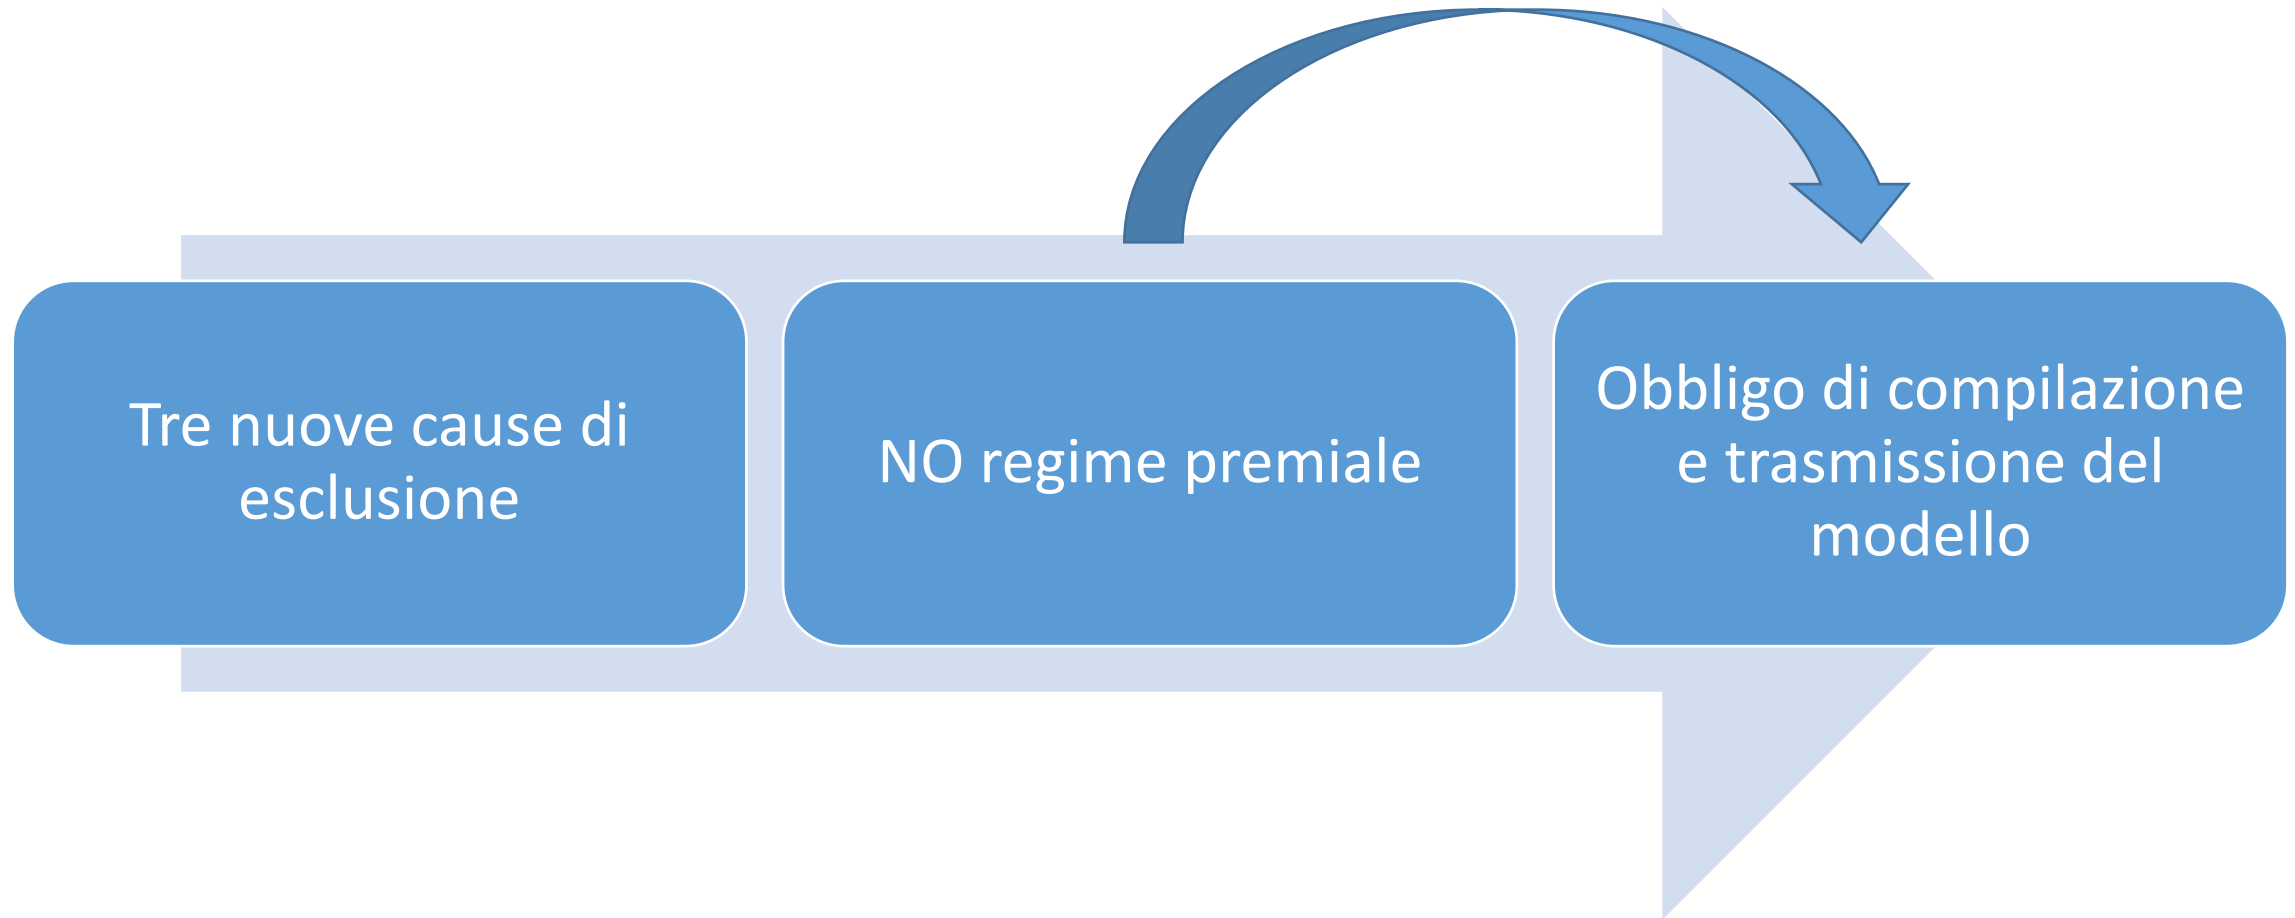 Tre nuove cause di
esclusione
NO regime premiale
Obbligo di compilazione
e trasmissione del
modello